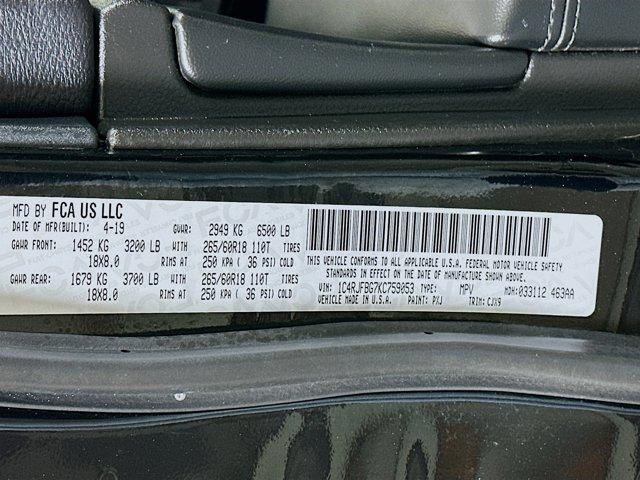 MFD BY FCA US LLC
DATE OF MFR(BUILT): 4-19 GVWR: 2949 KG 6500 LB
GAWR FRONT: 1452 KG 3200 LB WITH 265/60R18 110T TIRES
18X8.0 RIMS AT 250 KPA ( 36 PSI) COLD
GAWR REAR: 1679 KG 3700 LB WITH 265/60R18 110T TIRES
18X8.0 RIMS AT 250 KPA ( 36 PSI) COLD
THIS VEHICLE CONFORMS TO ALL APPLICABLE U.S.A. FEDERAL MOTOR VEHICLE SAFETY
STANDARDS IN EFFECT ON THE DATE OF MANUFACTURE SHOWN ABOVE.
VIN: 1C4RJFBG7KC759053 TYPE: MPV MDH: 033112 463AA
MADE IN U.S.A. PAINT: PXJ TRIM: CJX9